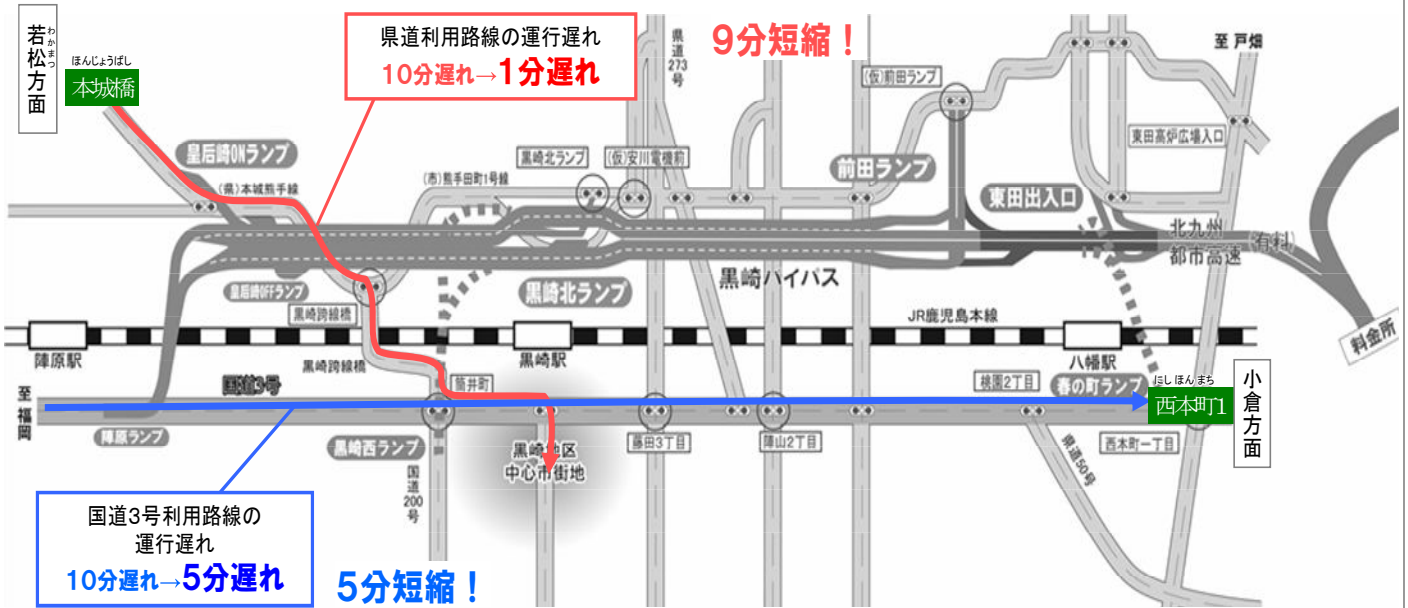 若松方面
わかまつ
ほんじょうばし
本城橋
県道利用路線の運行遅れ
10分遅れ→1分遅れ
9分短縮！
県道273号
至 戸畑
(仮)前田ランプ
東田高炉広場入口
皇后崎ONランプ
黒崎北ランプ
(仮)安川電機前
前田ランプ
(県)本城熊手線
(市)熊手田町1号線
東田出入口
北九州
都市高速
(有料)
皇后崎OFFランプ
黒崎北ランプ
黒崎バイパス
黒崎跨線橋
JR鹿児島本線
料金所
陣原駅
黒崎跨線橋
黒崎駅
八幡駅
国道3号
筒井町
桃園2丁目
春の町ランプ
にしほんまち
西本町1
小倉方面
至福岡
陣原ランプ
黒崎西ランプ
黒崎地区
中心市街地
藤田3丁目
陣山2丁目
県道50号
西本町一丁目
国道200号
国道3号利用路線の
運行遅れ
10分遅れ→5分遅れ
5分短縮！